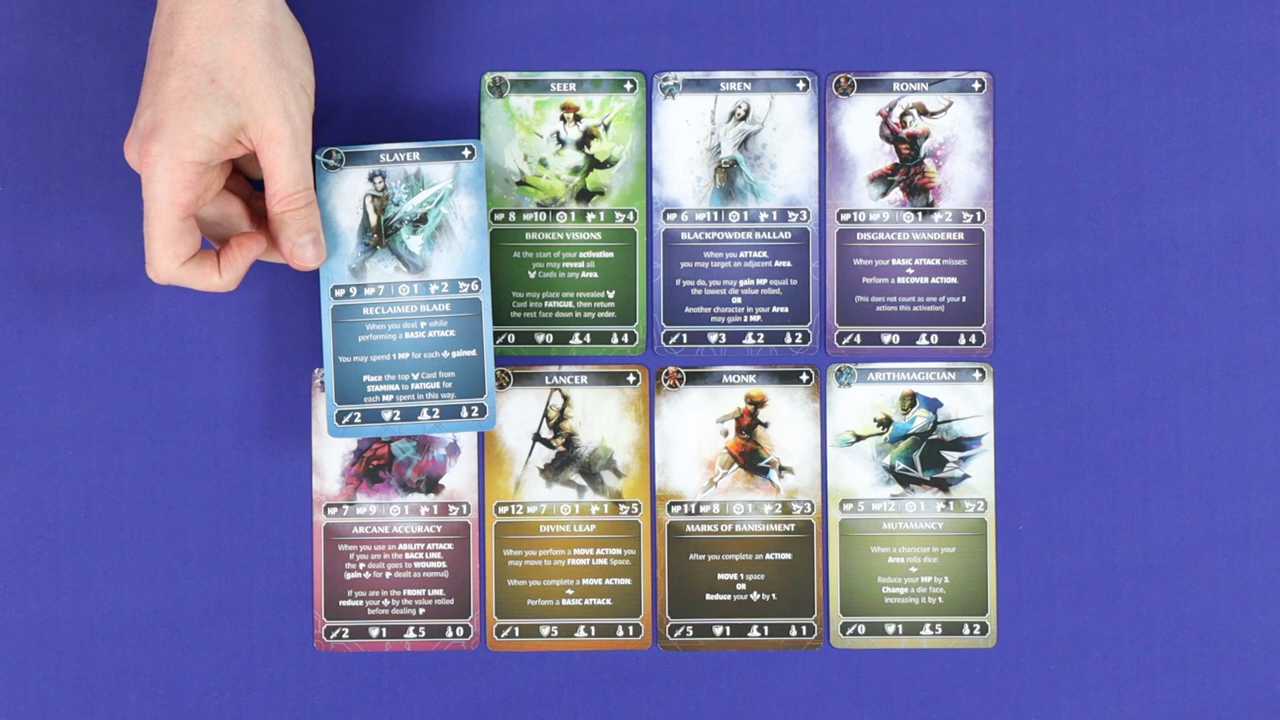 SLAYER
HP 9 MP 7 1 2 6
RECLAIMED BLADE
When you deal while
performing a BASIC ATTACK:
You may spend 1 MP for each gained.
Place the top Card from
STAMINA to FATIGUE for
each MP spent in this way.
2 2 2 2
SEER
HP 8 MP10 1 1 4
BROKEN VISIONS
At the start of your activation
you may reveal all
Cards in any Area.
You may place one revealed
Card into FATIGUE, then return
the rest face down in any order.
0 0 4 4
SIREN
HP 6 MP11 1 1 3
BLACKPOWDER BALLAD
When you ATTACK,
you may target an adjacent Area.
If you do, you may gain MP equal to
the lowest die value rolled,
OR
Another character in your Area
may gain 2 MP.
1 3 2 2
RONIN
HP 10 MP 9 1 2 1
DISGRACED WANDERER
When your BASIC ATTACK misses:
Perform a RECOVER ACTION.
(This does not count as one of your 2
actions this activation)
4 0 0 4
HP 7 MP 9 1 1 1
ARCANE ACCURACY
When you use an ABILITY ATTACK:
If you are in the BACK LINE,
the dealt goes to WOUNDS.
(gain for dealt as normal)
If you are in the FRONT LINE,
reduce your by the value rolled
before dealing
2 1 5 0
LANCER
HP 12 MP 7 1 1 5
DIVINE LEAP
When you perform a MOVE ACTION you
may move to any FRONT LINE Space.
When you complete a MOVE ACTION:
Perform a BASIC ATTACK.
1 5 1 1
MONK
HP 11 MP 8 1 2 3
MARKS OF BANISHMENT
After you complete an ACTION:
MOVE 1 space
OR
Reduce your by 1.
5 1 1 1
ARITHMAGICIAN
HP 5 MP12 1 1 2
MUTAMANCY
When a character in your
Area rolls dice:
Reduce your MP by 3.
Change a die face,
increasing it by 1.
0 1 5 2